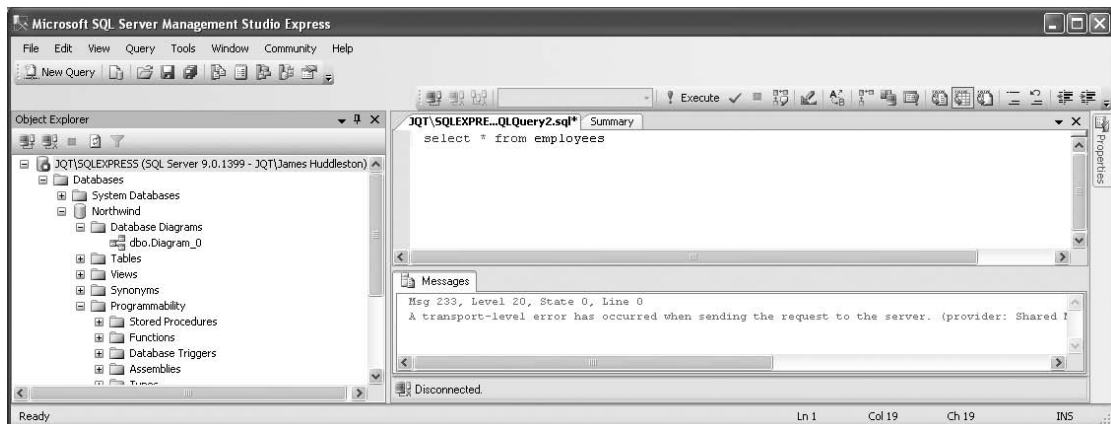 Microsoft SQL Server Management Studio Express
File Edit View Query Tools Window Community Help
New Query
Execute
Object Explorer
JQT\SQLEXPRESS (SQL Server 9.0.1399 - JQT\James Huddleston)
Databases
System Databases
Northwind
Database Diagrams
dbo.Diagram_0
Tables
Views
Synonyms
Programmability
Stored Procedures
Functions
Database Triggers
Assemblies
Types
JQT\SQLEXPRE...QLQuery2.sql* Summary
select * from employees
Messages
Msg 233, Level 20, State 0, Line 0
A transport-level error has occurred when sending the request to the server. (provider: Shared
Disconnected.
Properties
Ready Ln 1 Col 19 Ch 19 INS